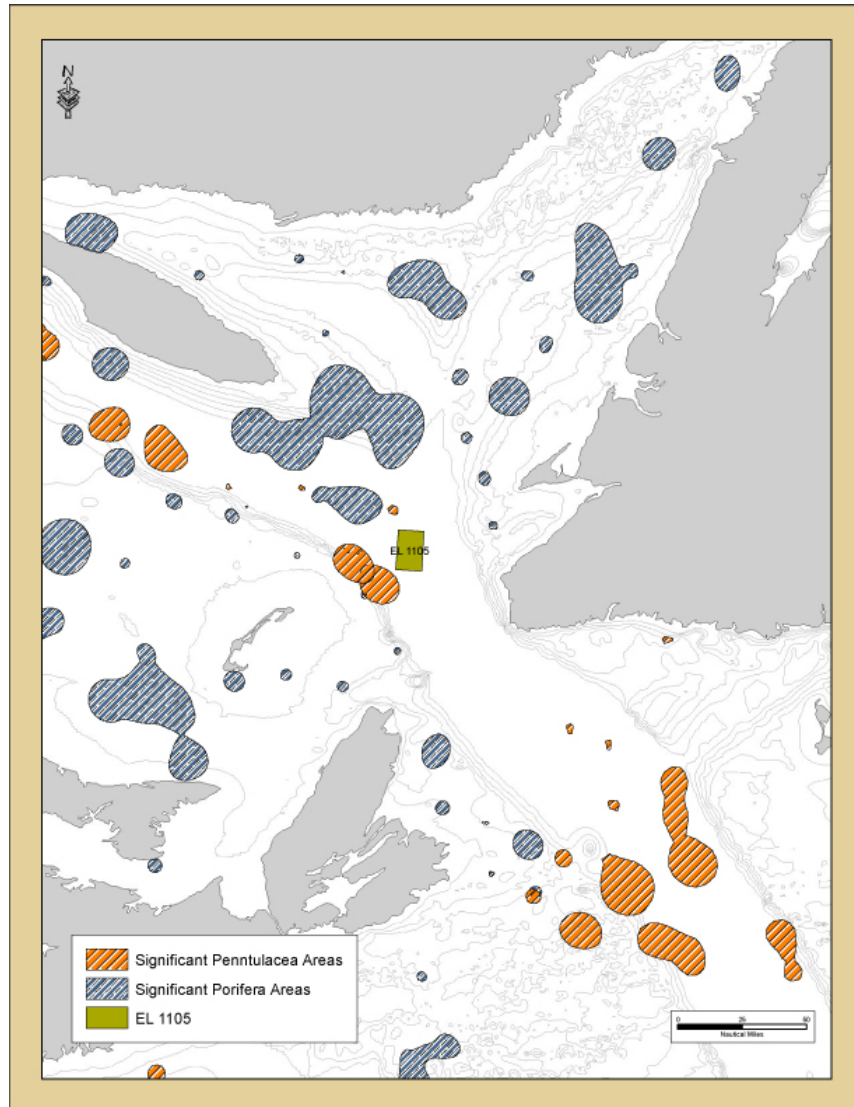 N
EL 1105
Significant Penntulacea Areas
Significant Porifera Areas
EL 1105
0 25 50
Nautical Miles